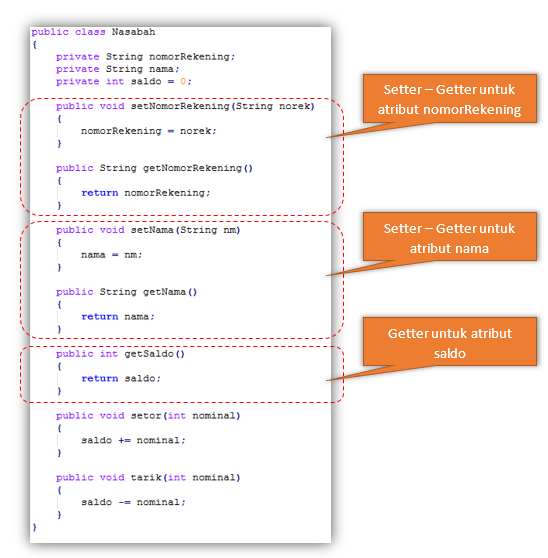 public class Nasabah
{
private String nomorRekening;
private String nama;
private int saldo = 0;
public void setNomorRekening(String norek)
{
nomorRekening = norek;
}
public String getNomorRekening()
{
return nomorRekening;
}
public void setNama(String nm)
{
nama = nm;
}
public String getNama()
{
return nama;
}
public int getSaldo()
{
return saldo;
}
public void setor(int nominal)
{
saldo += nominal;
}
public void tarik(int nominal)
{
saldo -= nominal;
}
}
Setter – Getter untuk
atribut nomorRekening
Setter – Getter untuk
atribut nama
Getter untuk atribut
saldo